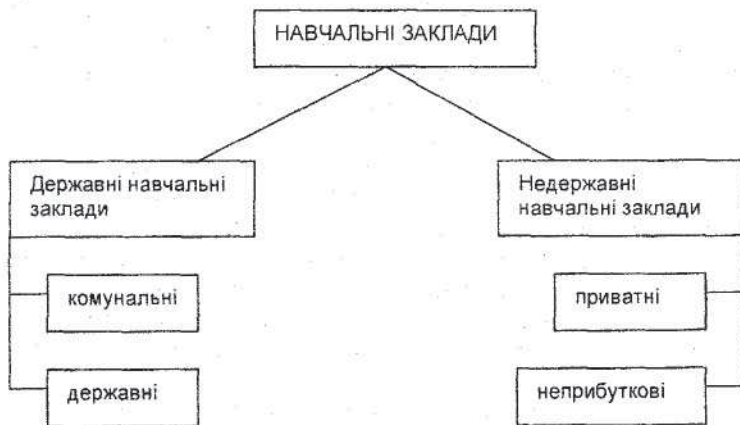 НАВЧАЛЬНІ ЗАКЛАДИ
Державні навчальні
заклади
Недержавні
навчальні заклади
комунальні
приватні
державні
неприбуткові